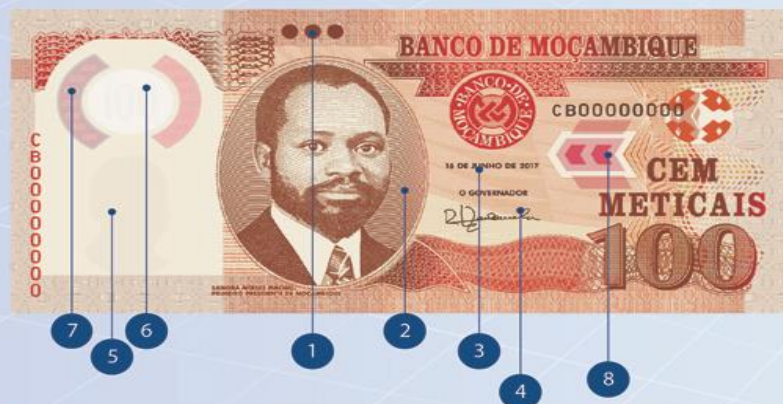 BANCO DE MOÇAMBIQUE
BANCO DE MOÇAMBIQUE
CB00000000
CB00000000
16 DE JUNHO DE 2017
O GOVERNADOR
CEM
METICAIS
100
100
SAMORA MOISÉS MACHEL
PRIMEIRO PRESIDENTE DE MOÇAMBIQUE
7
5
6
1
2
3
4
8